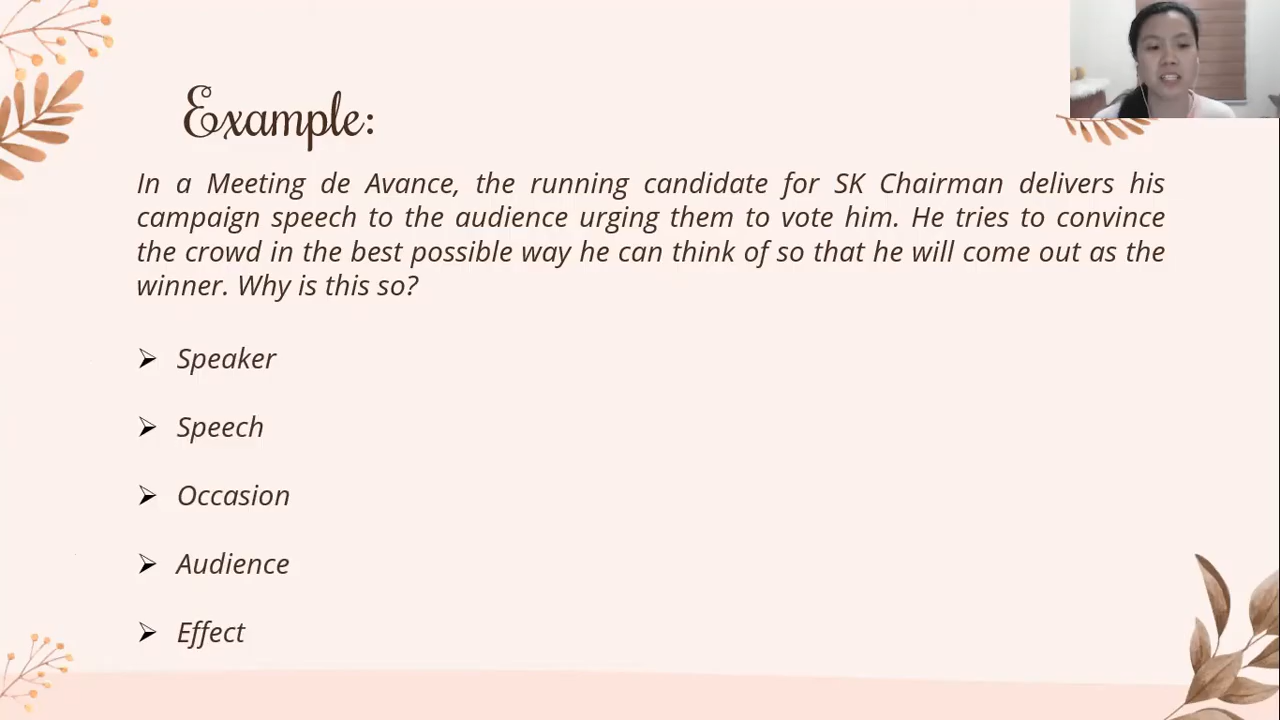 Example:
In a Meeting de Avance, the running candidate for SK Chairman delivers his
campaign speech to the audience urging them to vote him. He tries to convince
the crowd in the best possible way he can think of so that he will come out as the
winner. Why is this so?
➢ Speaker
➢ Speech
➢ Occasion
➢ Audience
➢ Effect